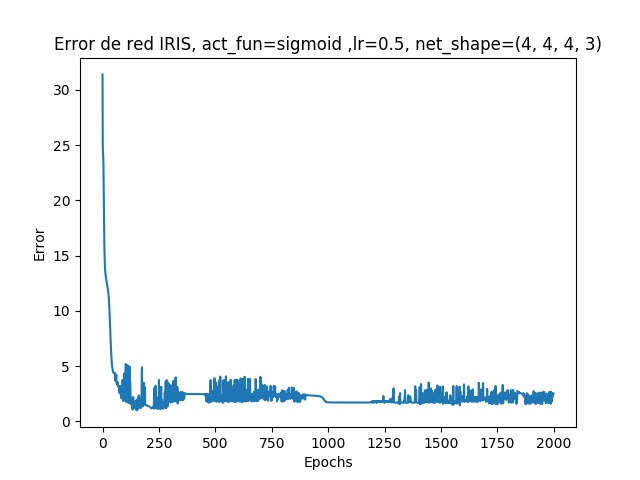 Error de red IRIS, act_fun=sigmoid ,lr=0.5, net_shape=(4, 4, 4, 3)
30
25
20
15
10
5
0
Error
0 250 500 750 1000 1250 1500 1750 2000
Epochs